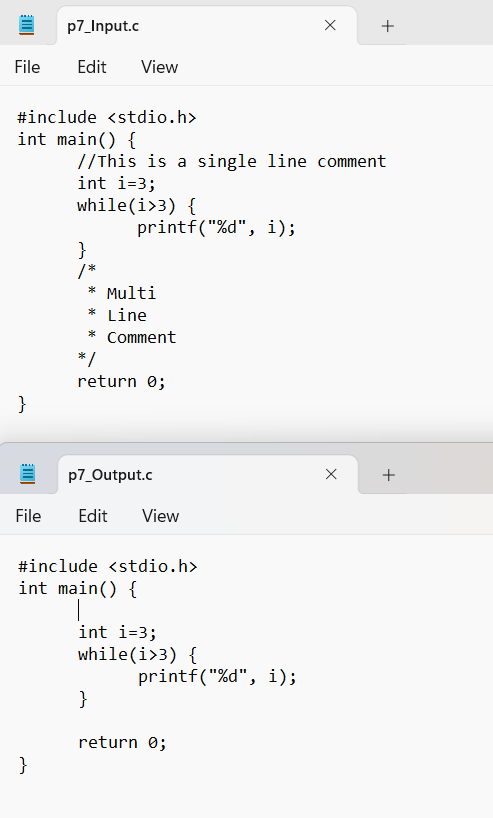 p7_Input.c
File Edit View
#include <stdio.h>
int main() {
//This is a single line comment
int i=3;
while(i>3) {
printf("%d", i);
}
/*
* Multi
* Line
* Comment
*/
return 0;
}
p7_Output.c
File Edit View
#include <stdio.h>
int main() {
int i=3;
while(i>3) {
printf("%d", i);
}
return 0;
}